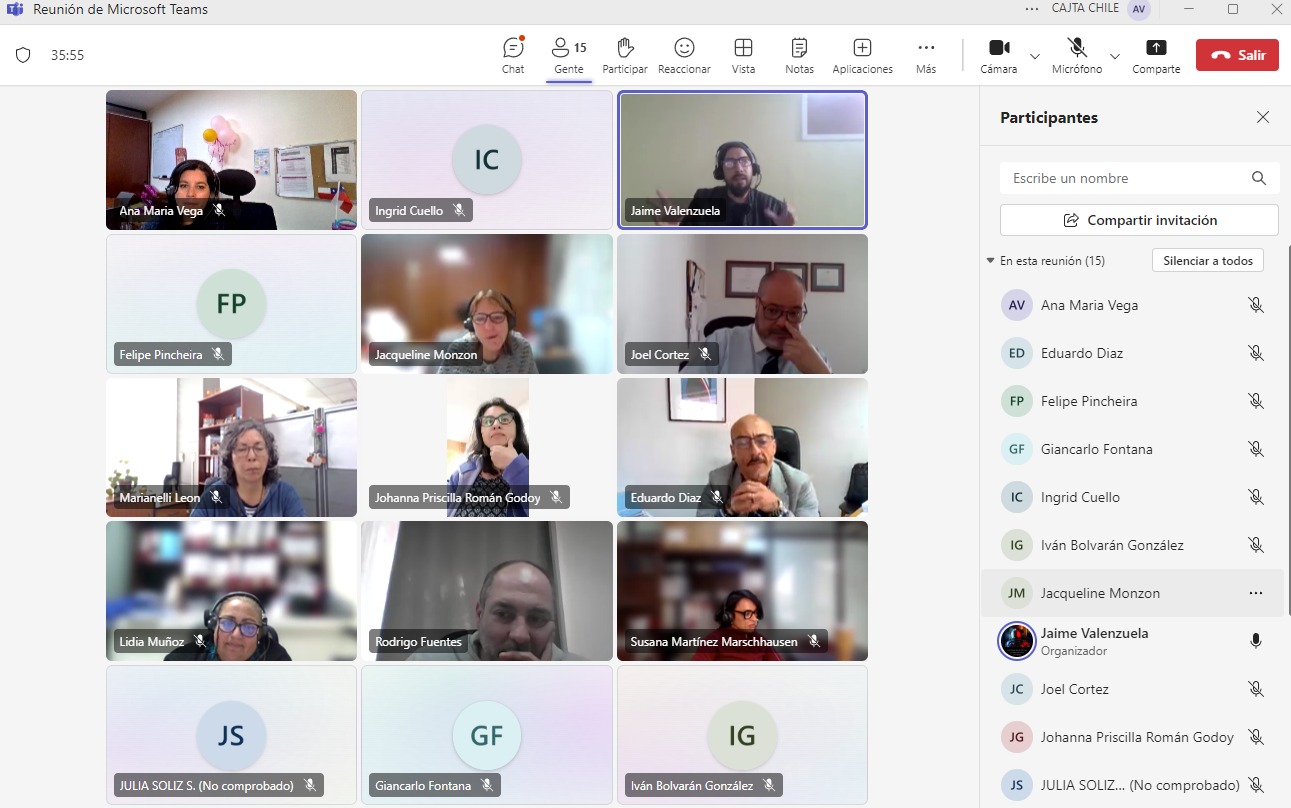 Reunión de Microsoft Teams
CAJTA CHILE
AV
35:55
15
Chat
Gente
Participar
Reaccionar
Vista
Notas
Aplicaciones
Más
Cámara
Micrófono
Comparte
Salir
Ana Maria Vega
IC
Ingrid Cuello
Jaime Valenzuela
FP
Felipe Pincheira
Jacqueline Monzon
Joel Cortez
Marianelli Leon
Johanna Priscilla Román Godoy
Eduardo Diaz
Lidia Muñoz
Rodrigo Fuentes
Susana Martínez Marschhausen
JS
JULIA SOLIZ S. (No comprobado)
GF
Giancarlo Fontana
IG
Iván Bolvarán González
Participantes
Escribe un nombre
Compartir invitación
En esta reunión (15)
Silenciar a todos
AV Ana Maria Vega
ED Eduardo Diaz
FP Felipe Pincheira
GF Giancarlo Fontana
IC Ingrid Cuello
IG Iván Bolvarán González
JM Jacqueline Monzon
Jaime Valenzuela
Organizador
JC Joel Cortez
JG Johanna Priscilla Román Godoy
JS JULIA SOLIZ... (No comprobado)